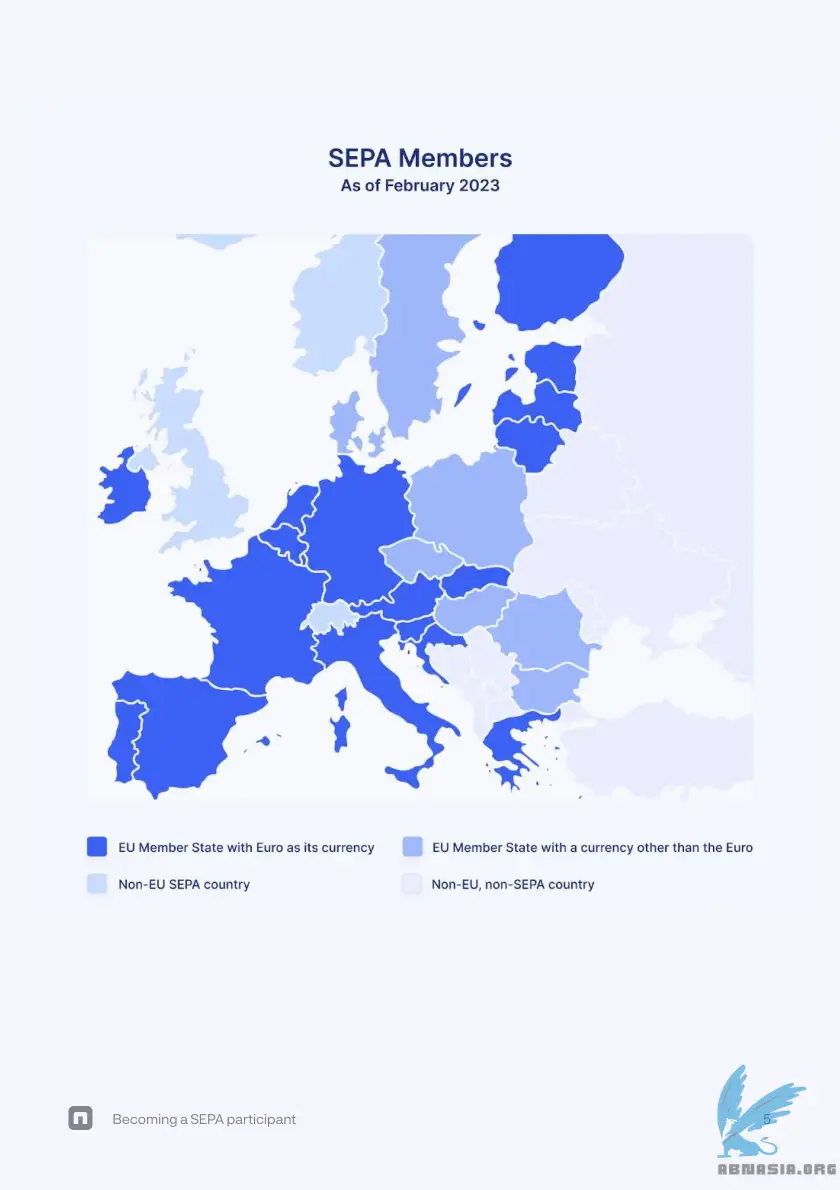 SEPA Members
As of February 2023
EU Member State with Euro as its currency
EU Member State with a currency other than the Euro
Non-EU SEPA country
Non-EU, non-SEPA country
Becoming a SEPA participant
5
ABNASIA.ORG